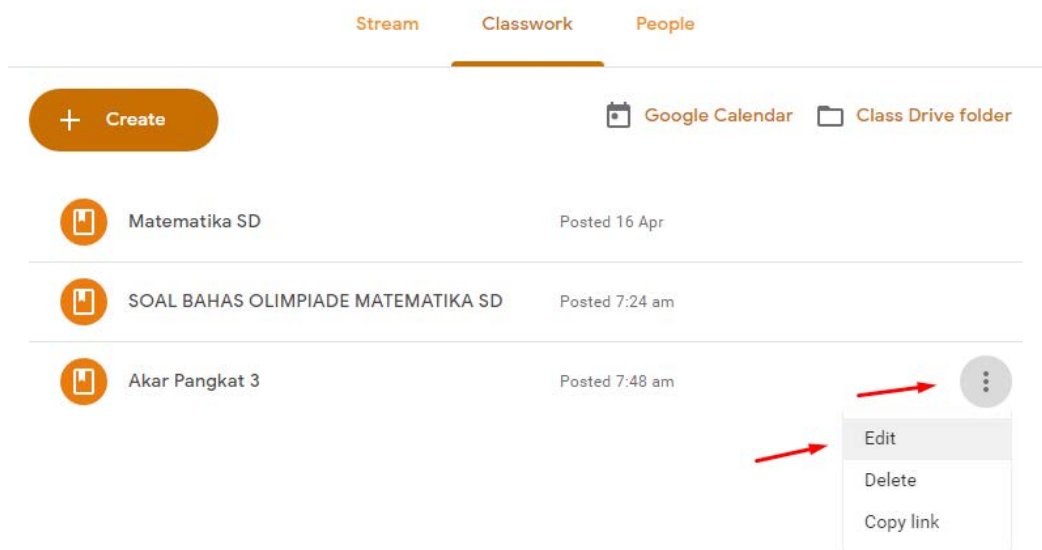 Stream Classwork People
+ Create Google Calendar Class Drive folder
Matematika SD Posted 16 Apr
SOAL BAHAS OLIMPIADE MATEMATIKA SD Posted 7:24 am
Akar Pangkat 3 Posted 7:48 am
Edit
Delete
Copy link